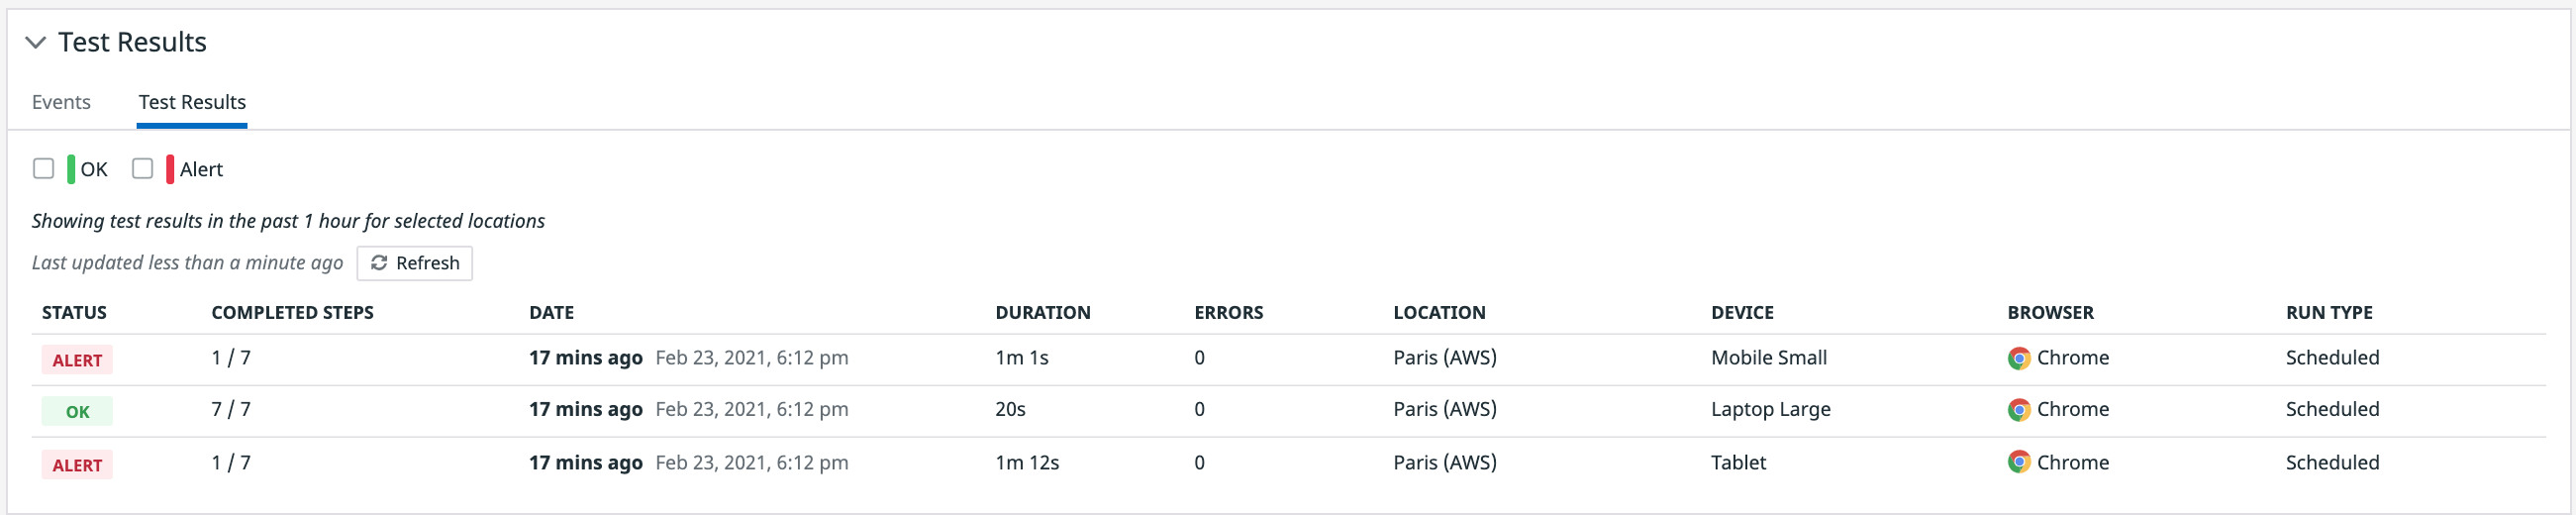 Test Results
Events Test Results
OK Alert
Showing test results in the past 1 hour for selected locations
Last updated less than a minute ago Refresh
STATUS COMPLETED STEPS DATE DURATION ERRORS LOCATION DEVICE BROWSER RUN TYPE
ALERT 1 / 7 17 mins ago Feb 23, 2021, 6:12 pm 1m 1s 0 Paris (AWS) Mobile Small Chrome Scheduled
OK 7 / 7 17 mins ago Feb 23, 2021, 6:12 pm 20s 0 Paris (AWS) Laptop Large Chrome Scheduled
ALERT 1 / 7 17 mins ago Feb 23, 2021, 6:12 pm 1m 12s 0 Paris (AWS) Tablet Chrome Scheduled